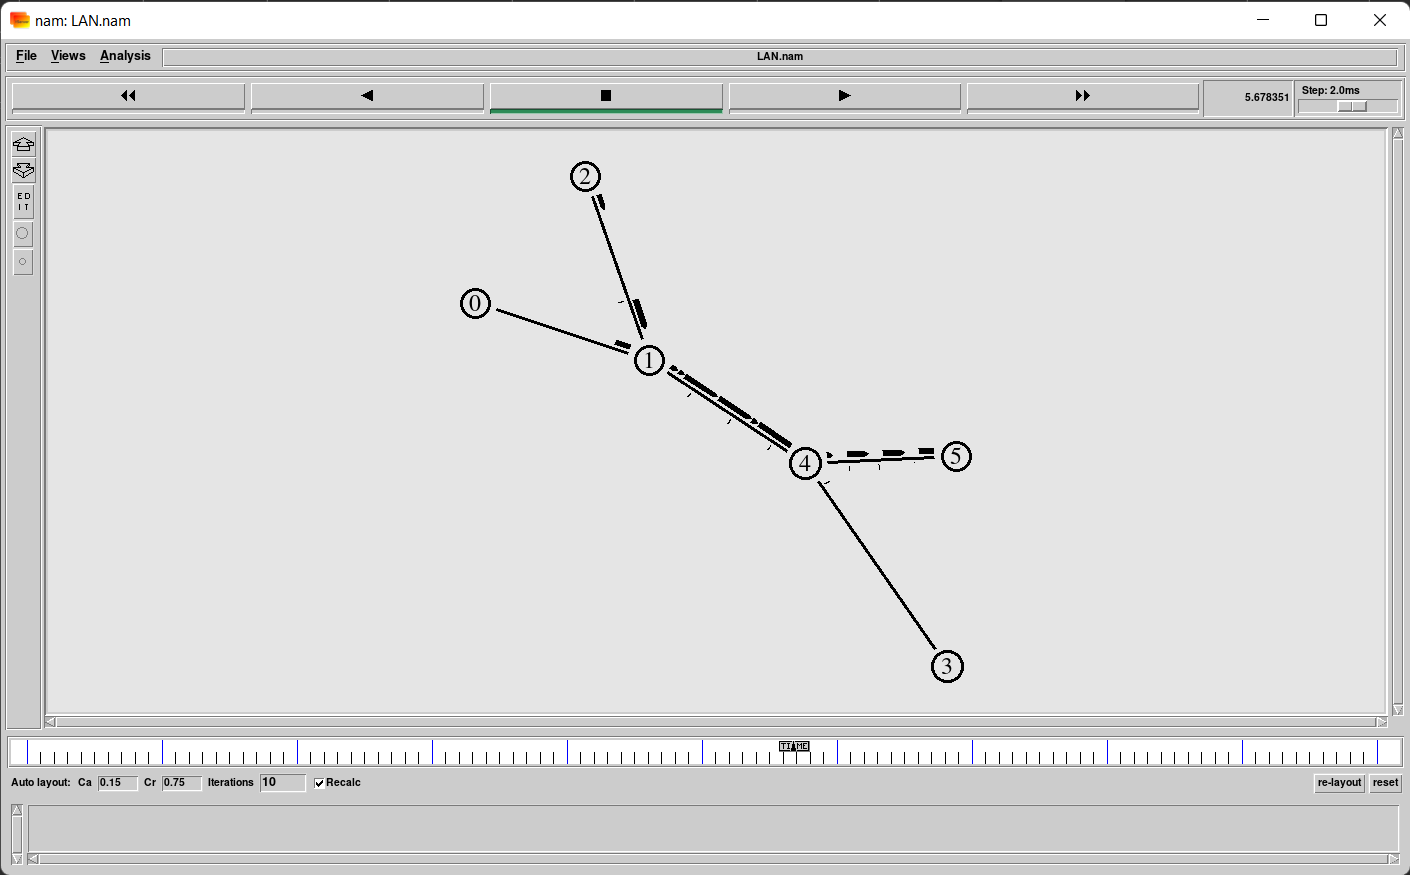 nam: LAN.nam
File Views Analysis LAN.nam
5.678351 Step: 2.0ms
E D
I T
2
0
1
4
5
3
TIME
Auto layout: Ca 0.15 Cr 0.75 Iterations 10 Recalc re-layout reset